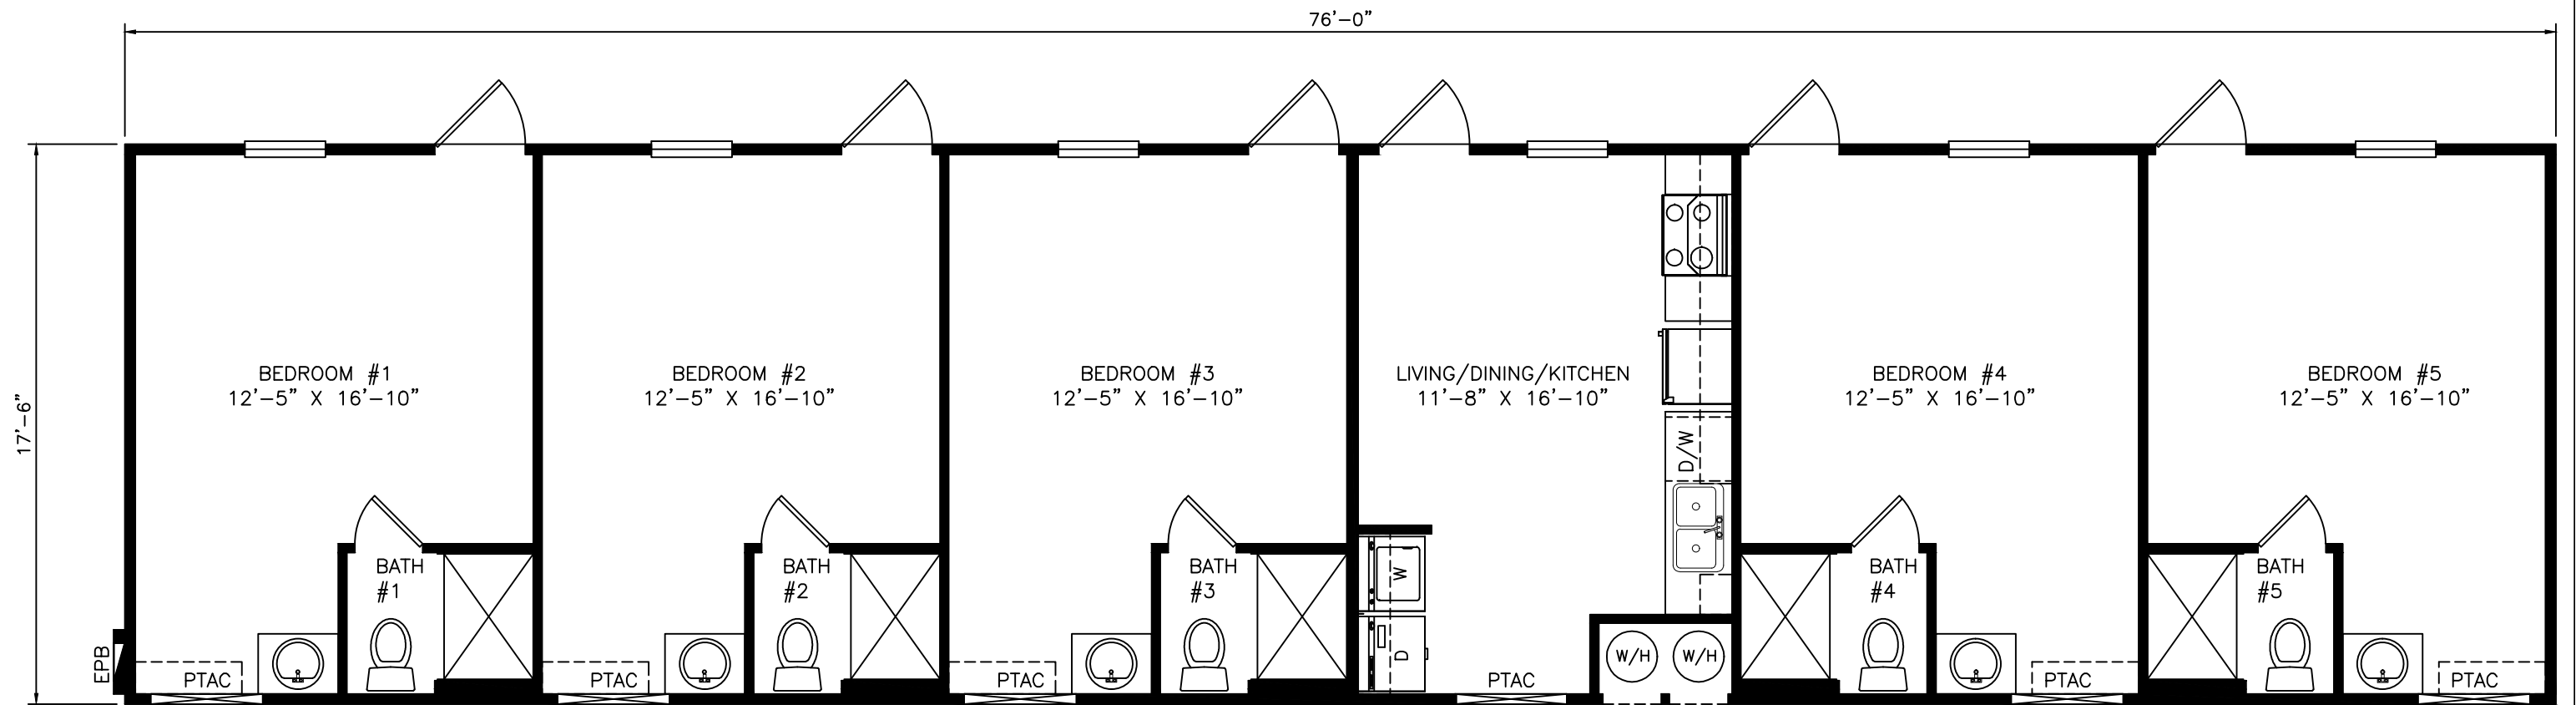 76'-0"
17'-6"
BEDROOM #1
12'-5" X 16'-10"
BEDROOM #2
12'-5" X 16'-10"
BEDROOM #3
12'-5" X 16'-10"
LIVING/DINING/KITCHEN
11'-8" X 16'-10"
BEDROOM #4
12'-5" X 16'-10"
BEDROOM #5
12'-5" X 16'-10"
D/W
BATH
#1
BATH
#2
BATH
#3
W
BATH
#4
BATH
#5
EPB
PTAC
PTAC
PTAC
D
PTAC
W/H
W/H
PTAC
PTAC